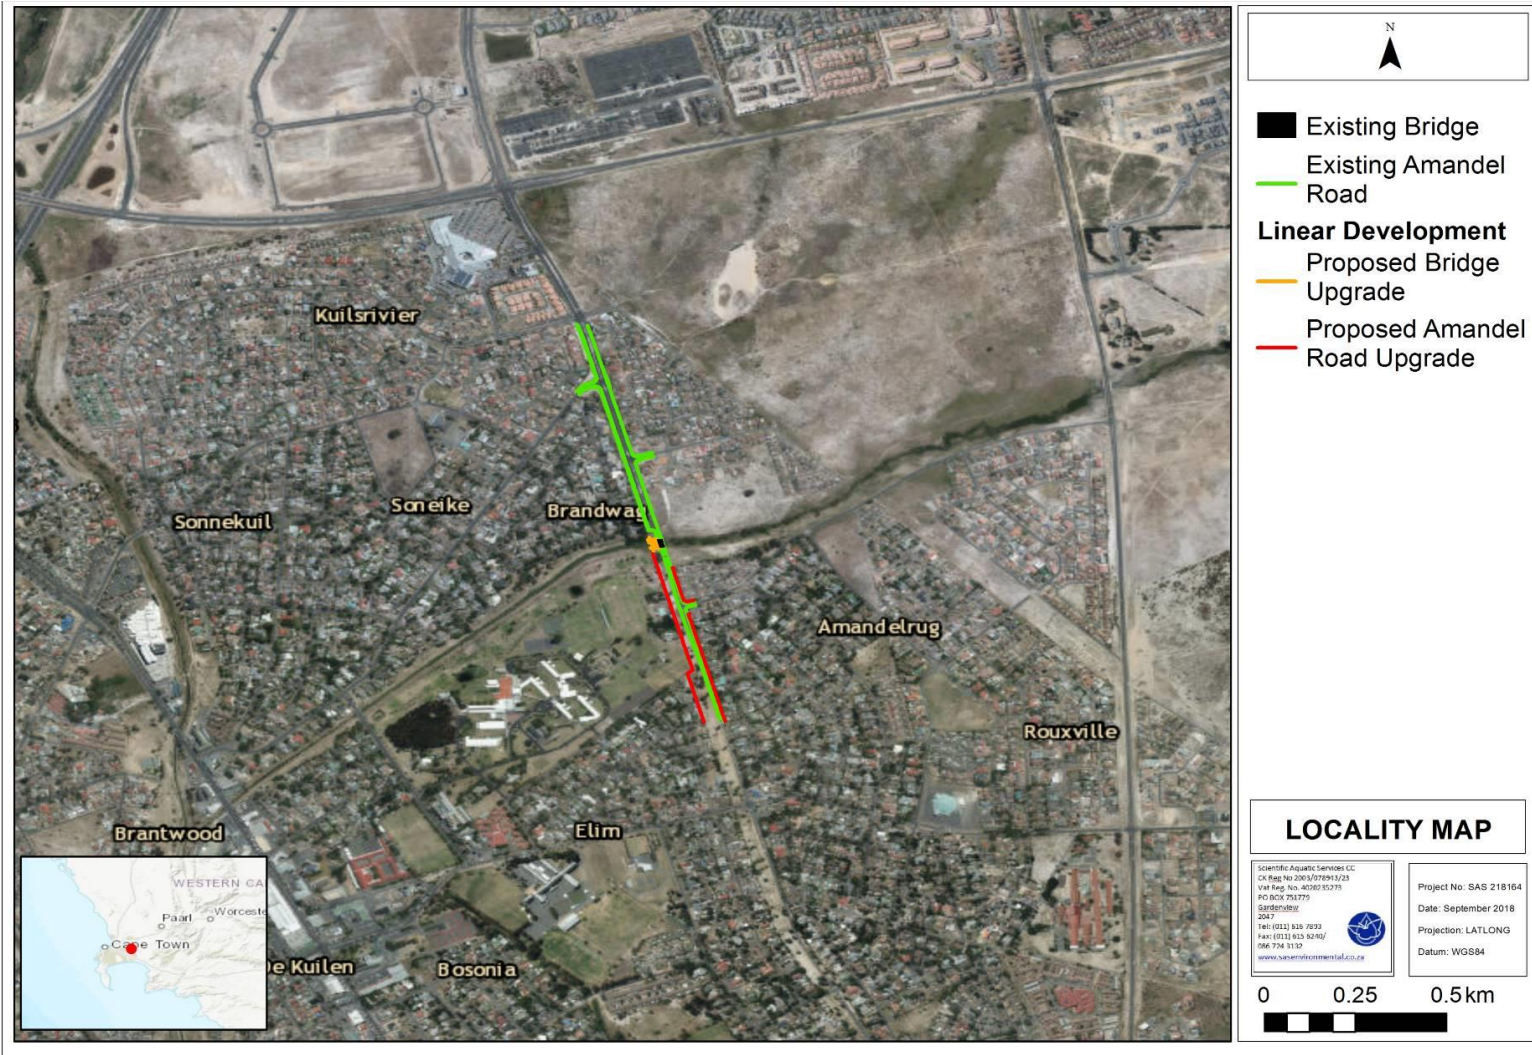 N
Existing Bridge
Existing Amandel
Road
Linear Development
Proposed Bridge
Upgrade
Proposed Amandel
Road Upgrade
Kuilsrivier
Soneike
Sonnekuil
Brandwag
Amandelrug
Rouxville
Elim
Brantwood
De Kuilen
Bosonia
WESTERN CA
Paarl
Worceste
Cape Town
LOCALITY MAP
Scientific Aquatic Services CC
CK Reg No 2003/078943/23
Vat Reg. No. 4020235273
PO BOX 751779
Gardenview
2047
Tel: (011) 616 7893
Fax: (011) 615 6240/
086 724 3132
www.sasenvironmental.co.za
Project No: SAS 218164
Date: September 2018
Projection: LATLONG
Datum: WGS84
0 0.25 0.5 km